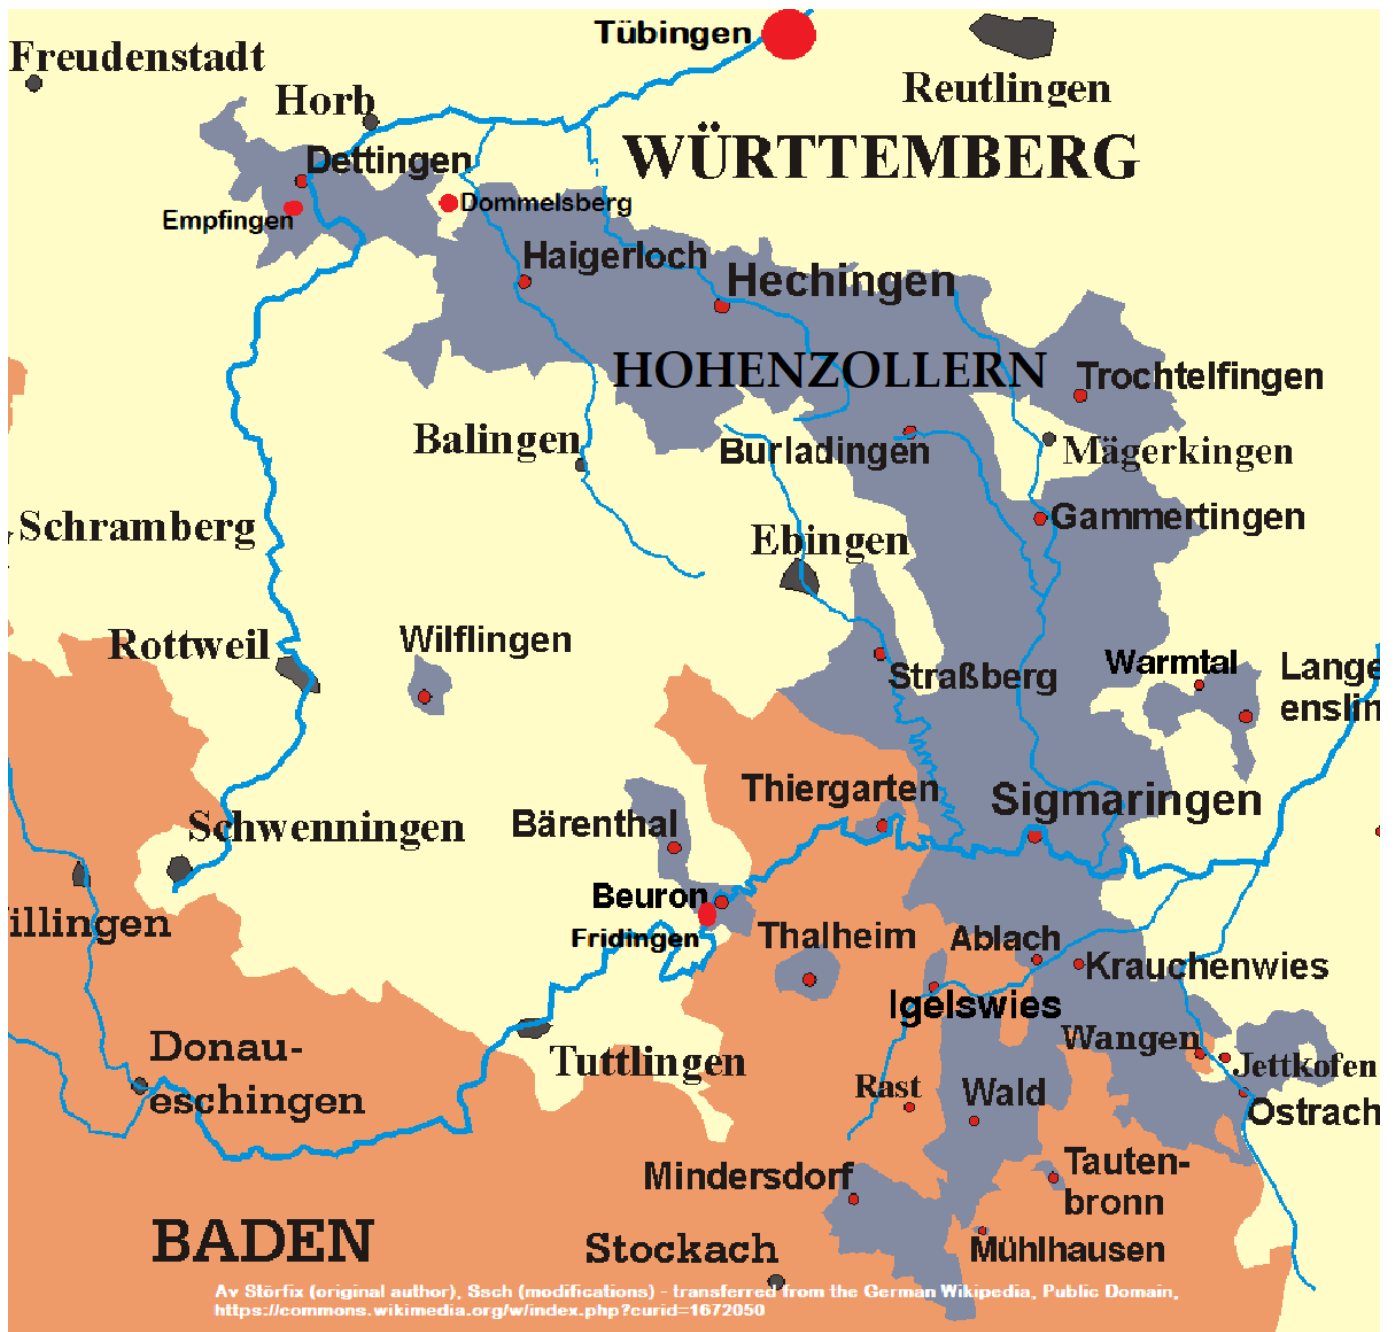 Tübingen
Freudenstadt
Reutlingen
Horb
WÜRTTEMBERG
Dettingen
Dommelsberg
Empfingen
Haigerloch
Hechingen
HOHENZOLLERN
Trochtelfingen
Balingen
Burladingen
Mägerkingen
Schramberg
Gammertingen
Ebingen
Rottweil
Wilflingen
Straßberg
Warmtal
Lange
enslin
Thiergarten
Sigmaringen
Schwenningen
Bärenthal
Beuron
illingen
Fridingen
Thalheim
Ablach
Krauchenwies
Igelswies
Wangen
Donau-
eschingen
Tuttlingen
Jettkofen
Rast
Wald
Ostrach
Mindersdorf
Tauten-
bronn
BADEN
Stockach
Mühlhausen
Av Störfix (original author), Ssch (modifications) - transferred from the German Wikipedia, Public Domain,
https://commons.wikimedia.org/w/index.php?curid=1672050